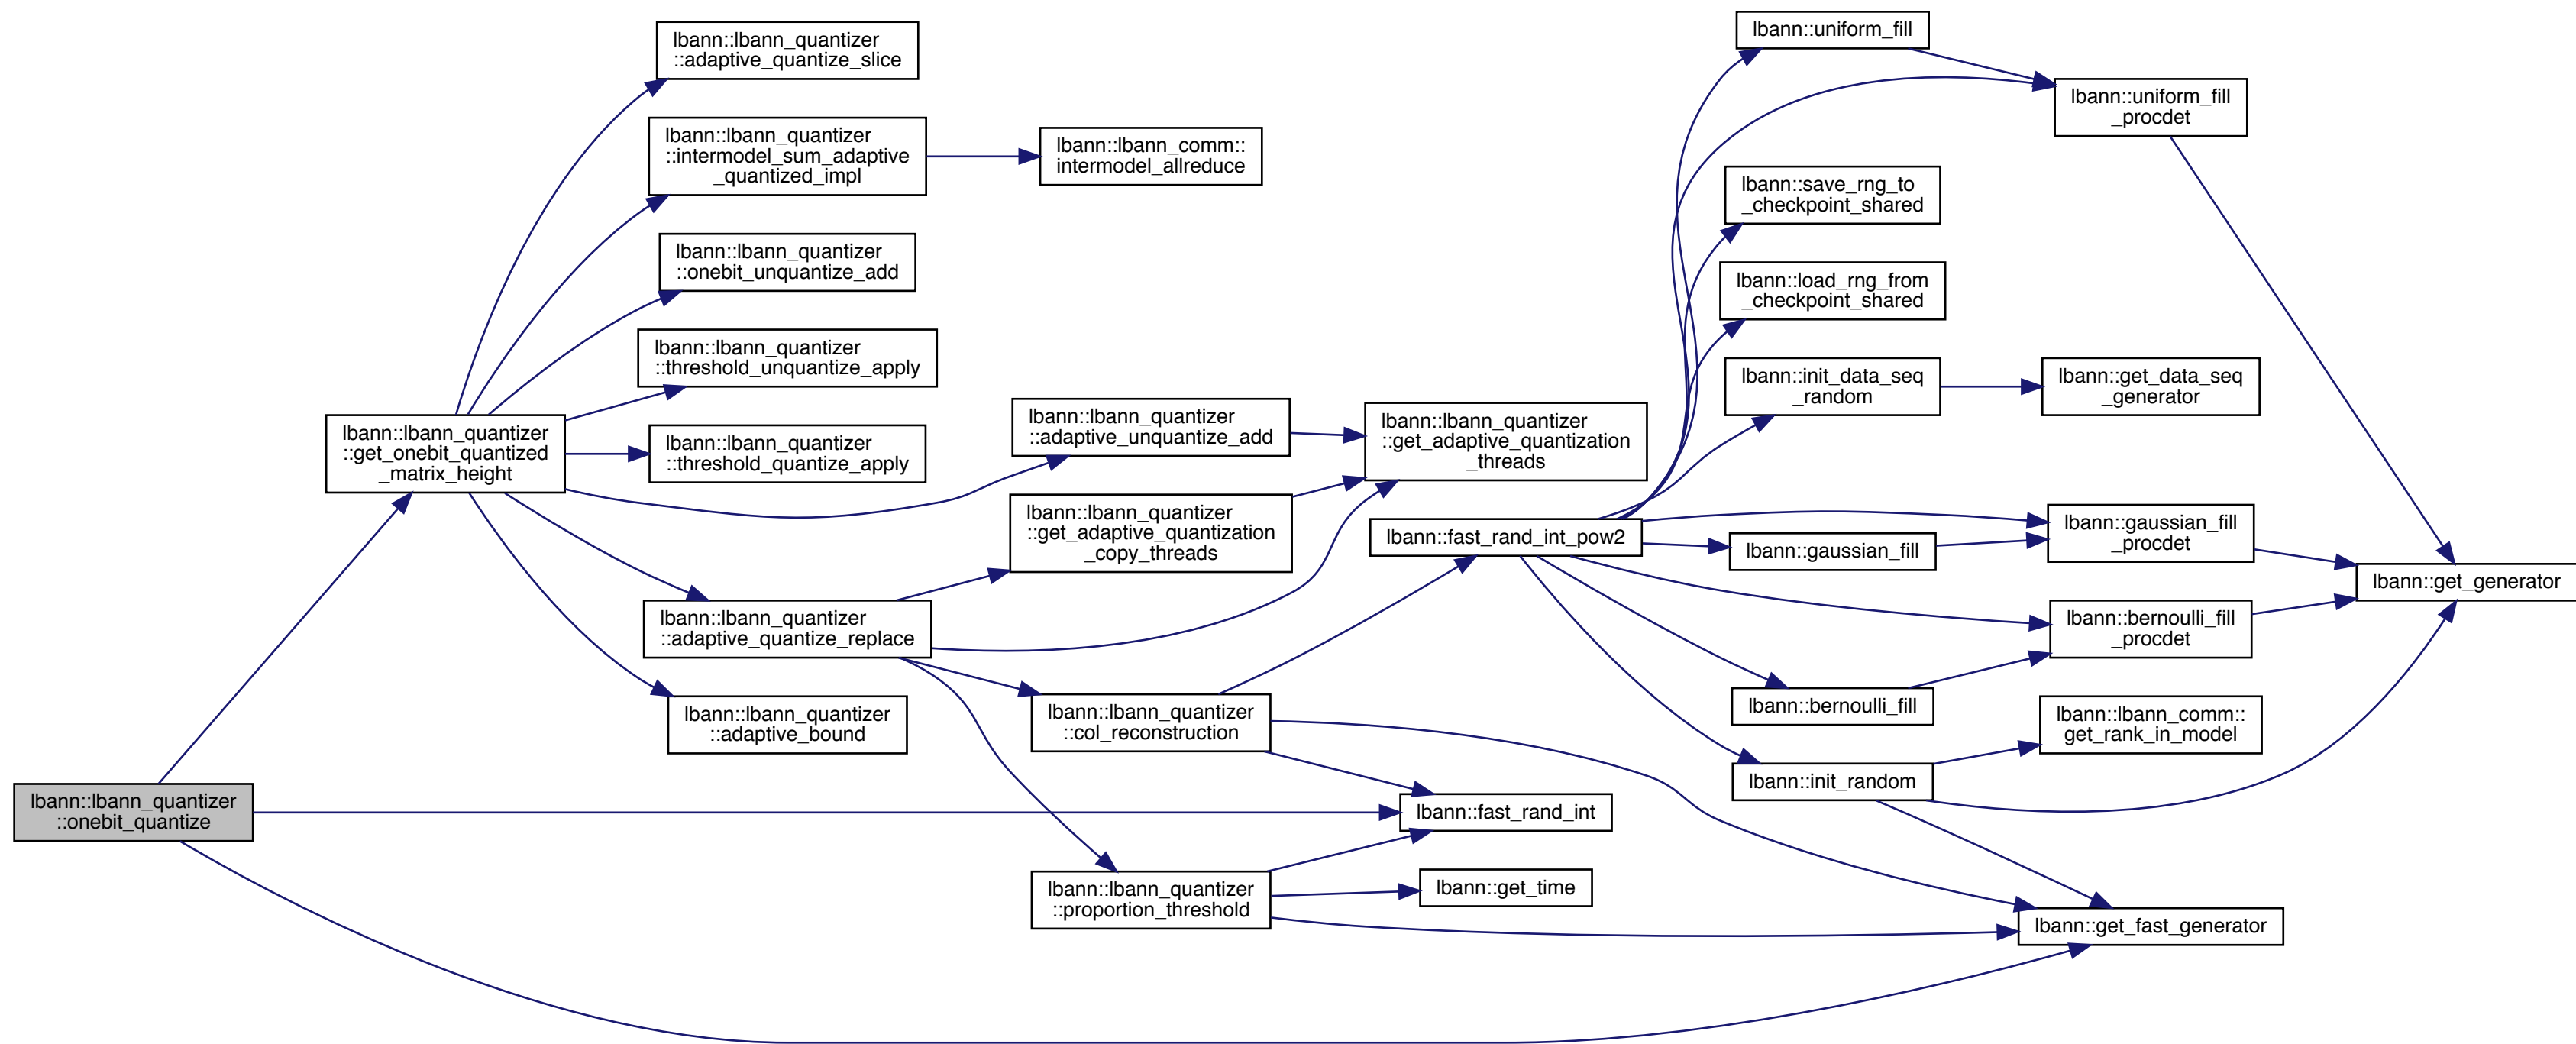 lbann::lbann_quantizer
::onebit_quantize
lbann::lbann_quantizer
::get_onebit_quantized
_matrix_height
lbann::lbann_quantizer
::adaptive_quantize_slice
lbann::lbann_quantizer
::intermodel_sum_adaptive
_quantized_impl
lbann::lbann_quantizer
::onebit_unquantize_add
lbann::lbann_quantizer
::threshold_unquantize_apply
lbann::lbann_quantizer
::threshold_quantize_apply
lbann::lbann_quantizer
::adaptive_quantize_replace
lbann::lbann_quantizer
::adaptive_bound
lbann::lbann_comm::
intermodel_allreduce
lbann::lbann_quantizer
::adaptive_unquantize_add
lbann::lbann_quantizer
::get_adaptive_quantization
_copy_threads
lbann::lbann_quantizer
::col_reconstruction
lbann::lbann_quantizer
::proportion_threshold
lbann::lbann_quantizer
::get_adaptive_quantization
_threads
lbann::fast_rand_int_pow2
lbann::fast_rand_int
lbann::get_time
lbann::uniform_fill
lbann::save_rng_to
_checkpoint_shared
lbann::load_rng_from
_checkpoint_shared
lbann::init_data_seq
_random
lbann::gaussian_fill
lbann::bernoulli_fill
lbann::init_random
lbann::uniform_fill
_procdet
lbann::get_data_seq
_generator
lbann::gaussian_fill
_procdet
lbann::bernoulli_fill
_procdet
lbann::lbann_comm::
get_rank_in_model
lbann::get_fast_generator
lbann::get_generator